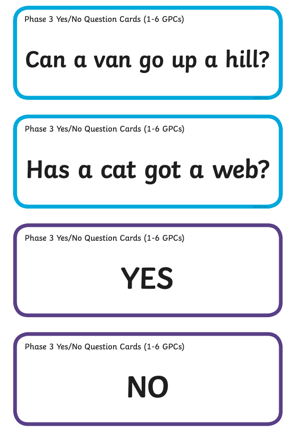 Phase 3 Yes/No Question Cards (1-6 GPCs)
Can a van go up a hill?
Phase 3 Yes/No Question Cards (1-6 GPCs)
Has a cat got a web?
Phase 3 Yes/No Question Cards (1-6 GPCs)
YES
Phase 3 Yes/No Question Cards (1-6 GPCs)
NO